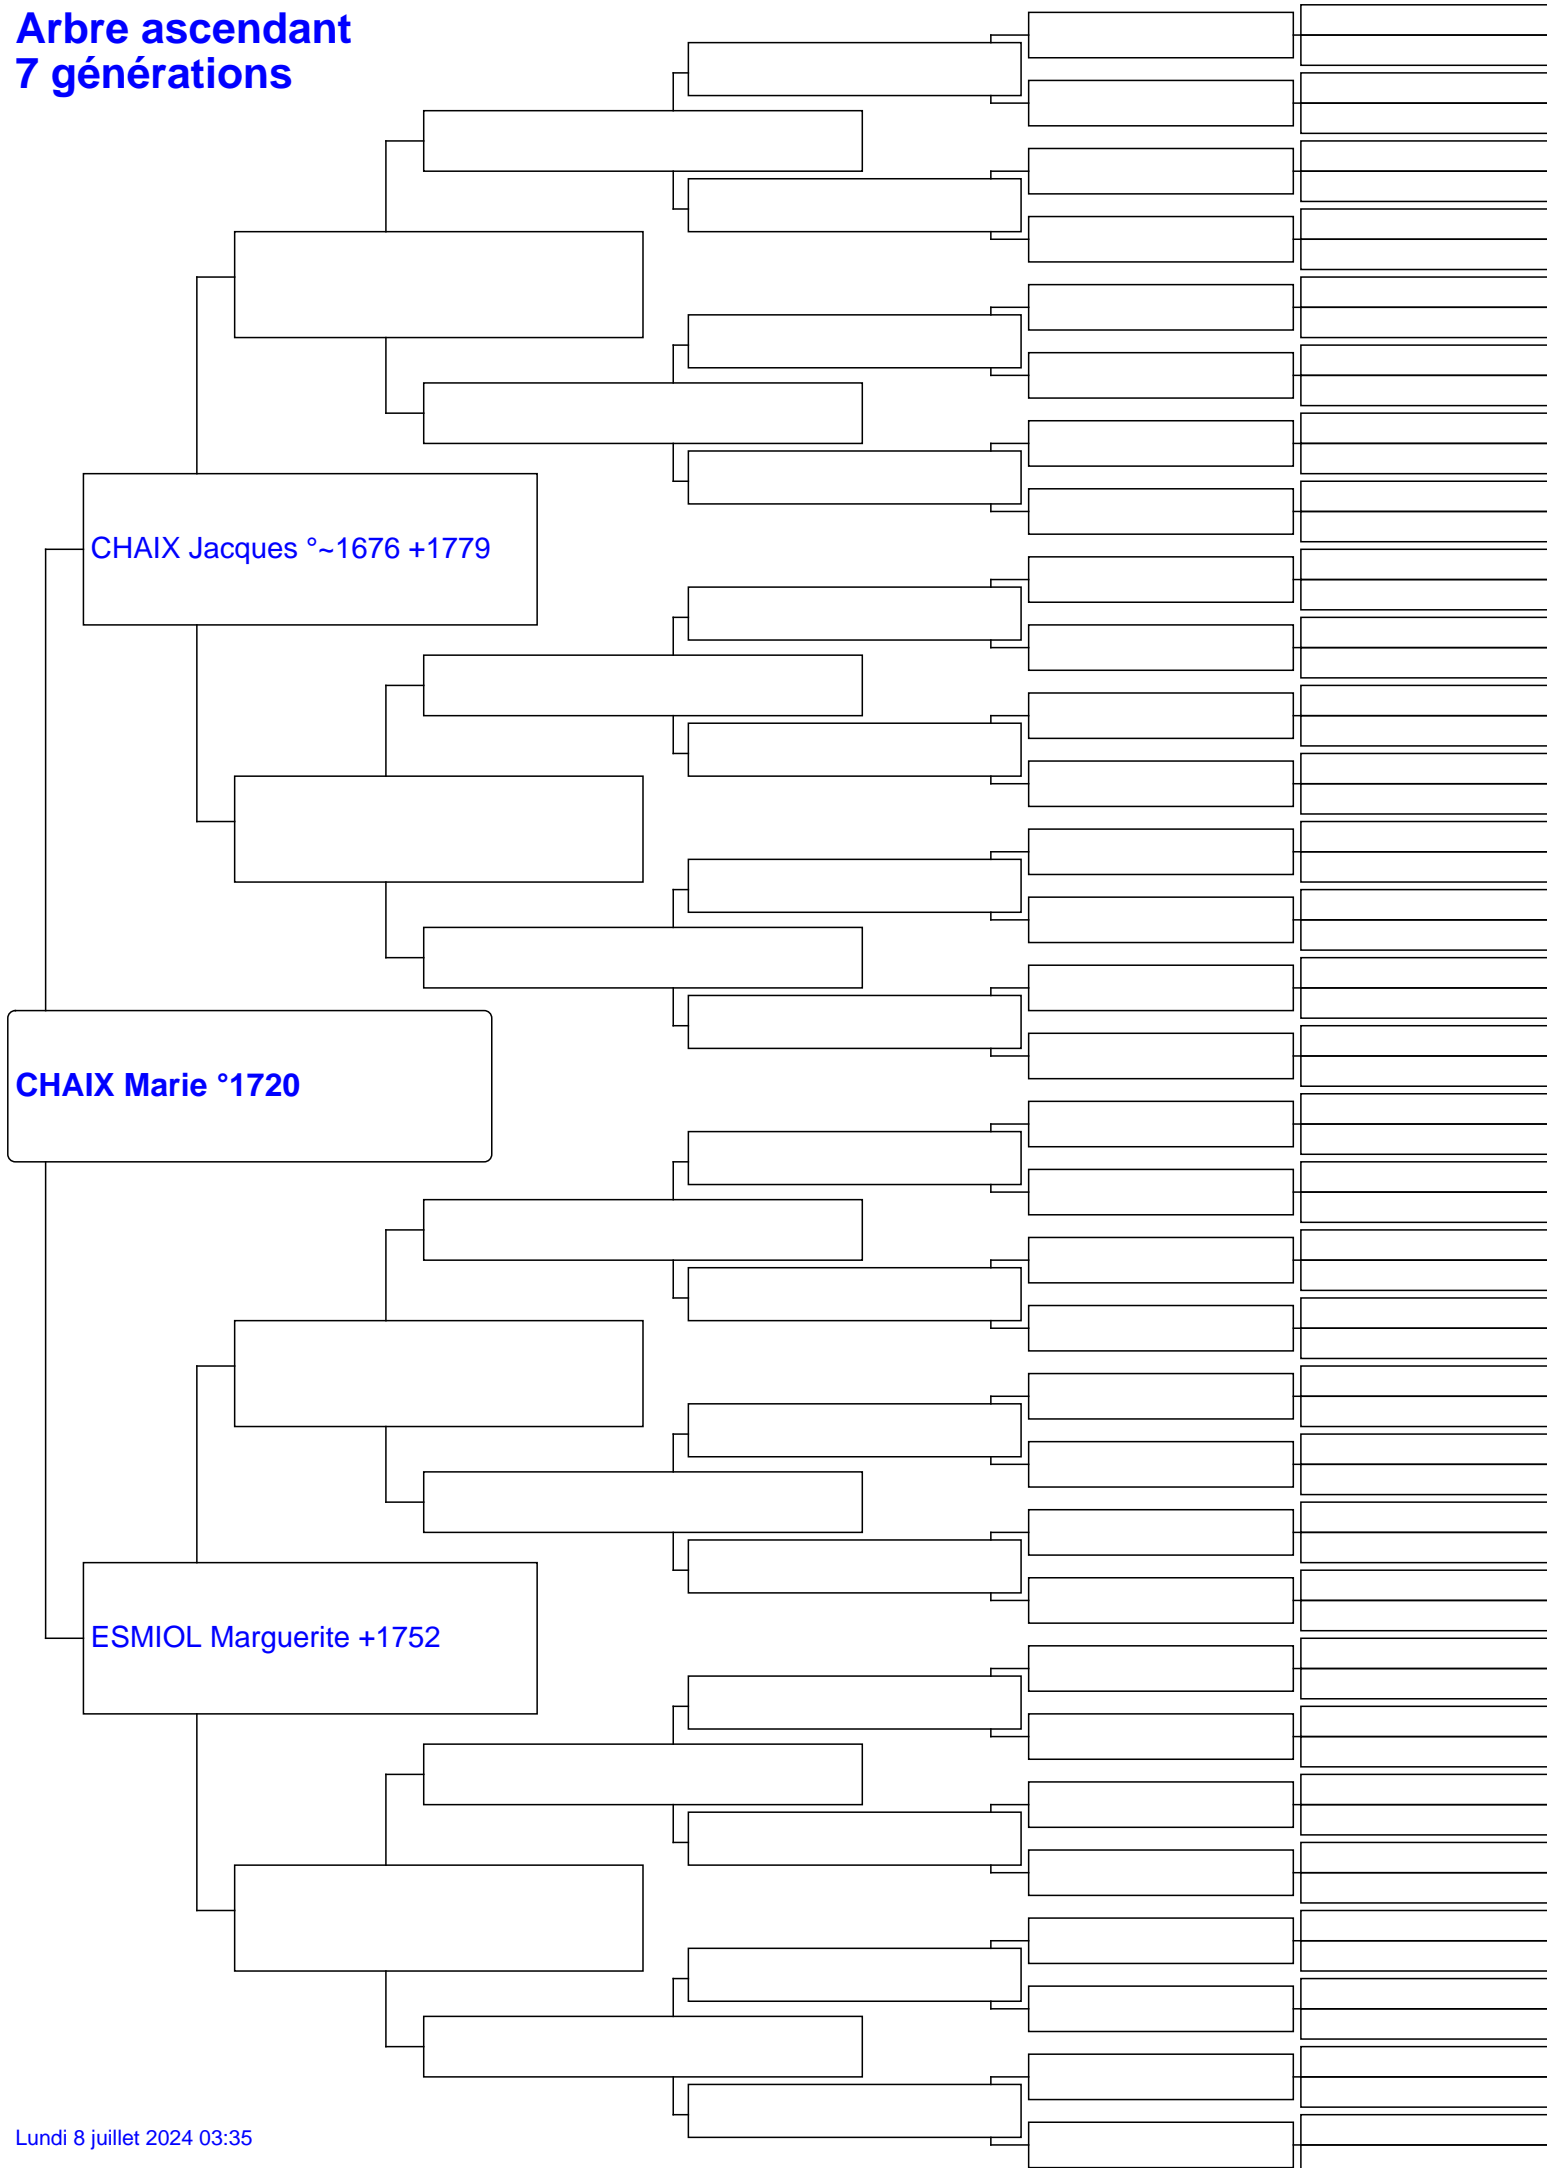 Arbre ascendant
7 générations
CHAIX Jacques °~1676 +1779
CHAIX Marie °1720
ESMIOL Marguerite +1752
Lundi 8 juillet 2024 03:35